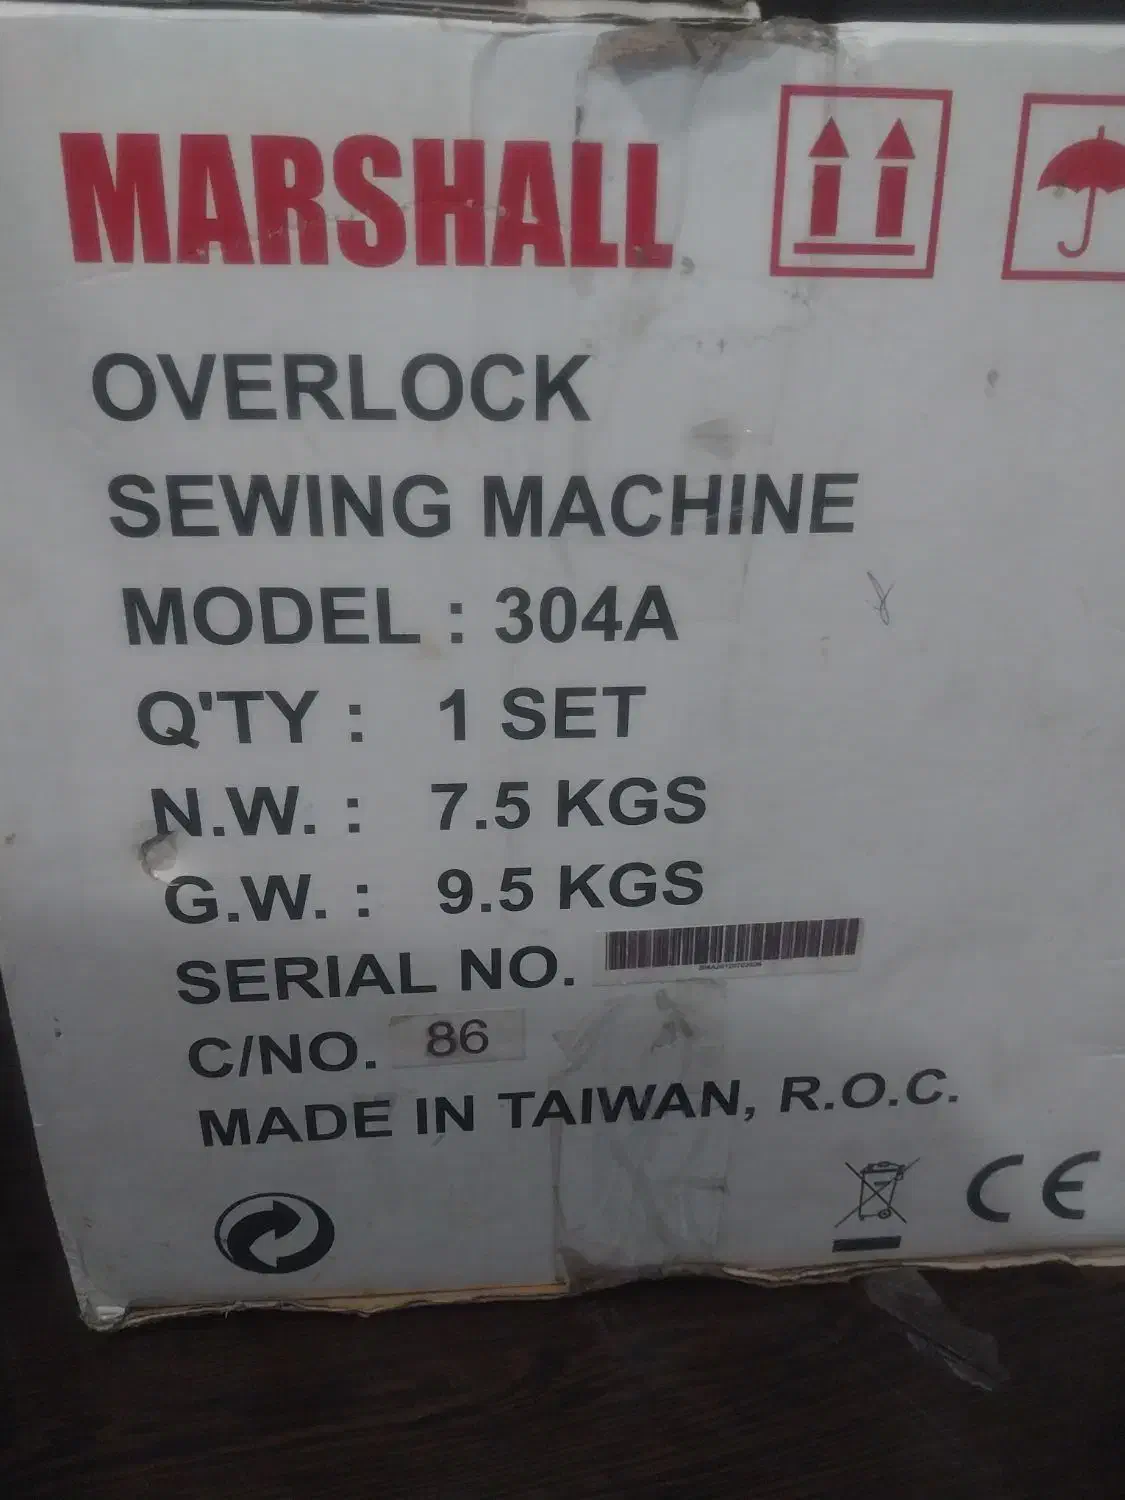 MARSHALL
OVERLOCK
SEWING MACHINE
MODEL : 304A
Q'TY : 1 SET
N.W. : 7.5 KGS
G.W. : 9.5 KGS
SERIAL NO.
C/NO. 86
MADE IN TAIWAN, R.O.C.
CE